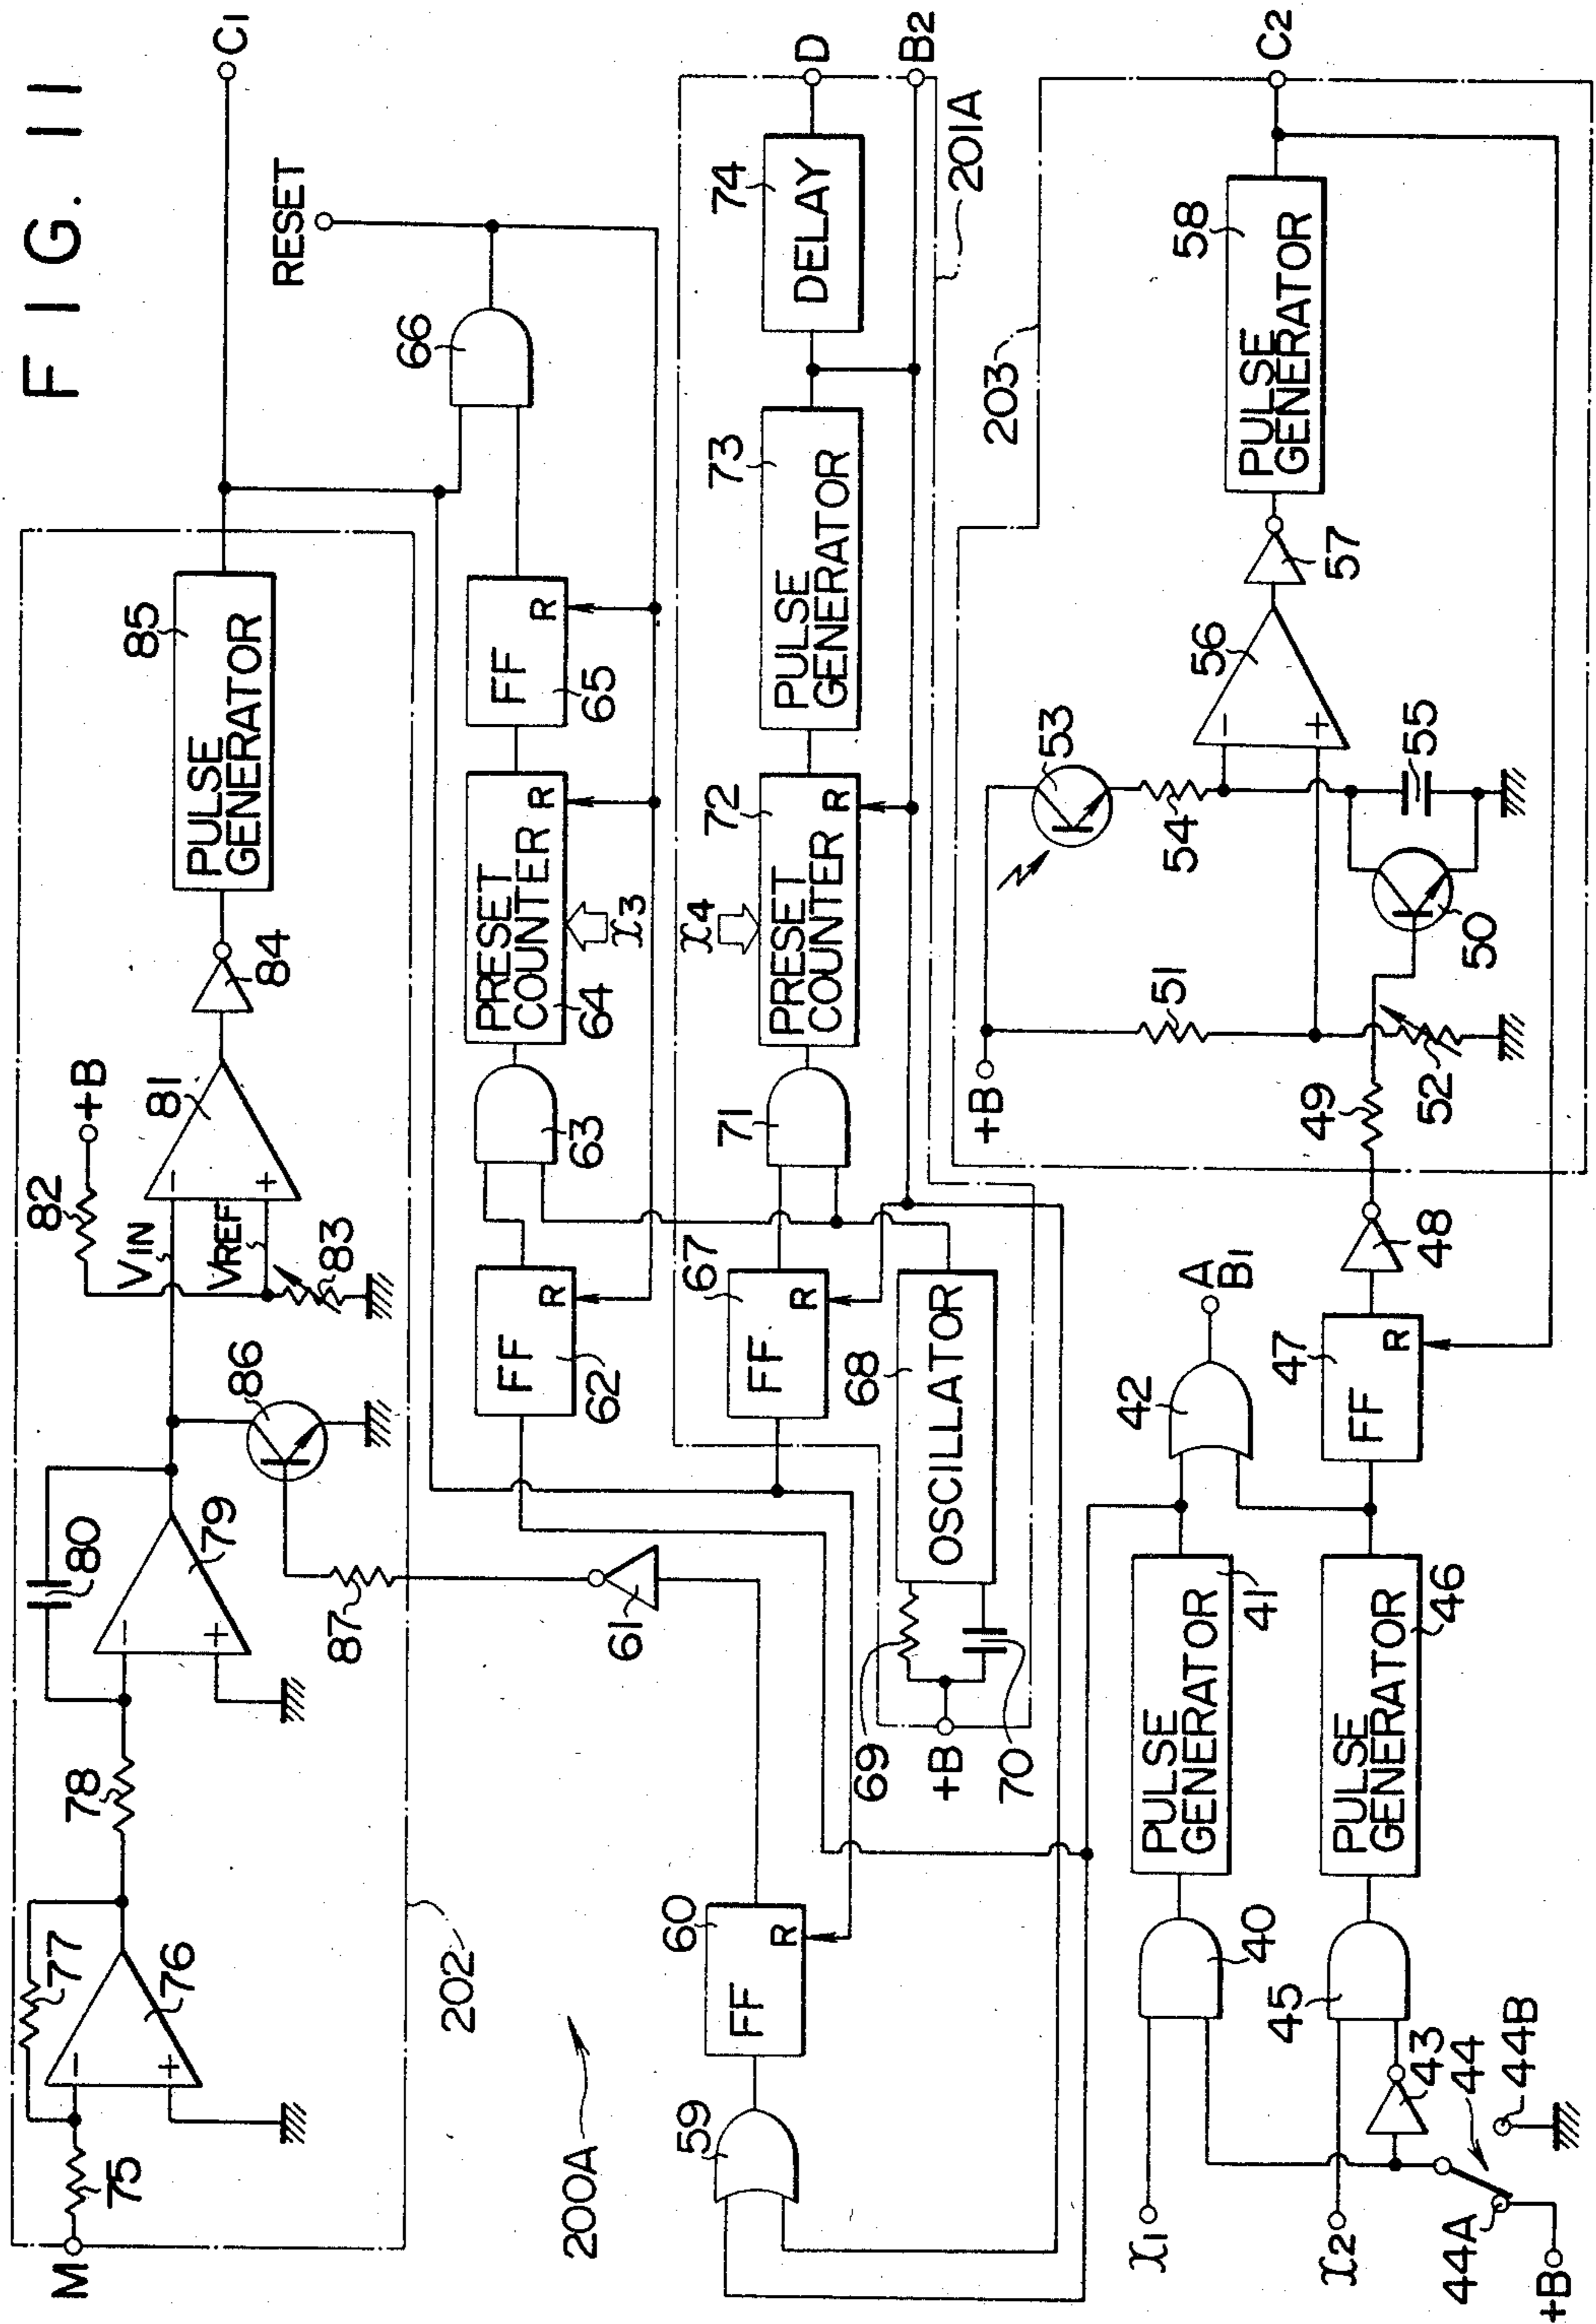 FIG. 11
M
75
76
77
78
79
80
−
+
−
+
86
87
VIN
VREF
82
+B
83
81
−
+
84
85
PULSE
GENERATOR
C1
202
RESET
66
61
62
FF
R
63
64
PRESET
COUNTER
R
X3
65
FF
R
200A
59
60
FF
R
67
FF
R
71
72
PRESET
COUNTER
R
X4
73
PULSE
GENERATOR
74
DELAY
D
B2
201A
68
OSCILLATOR
69
70
+B
X1
40
41
PULSE
GENERATOR
42
A
B1
X2
43
44
44A
44B
+B
45
46
PULSE
GENERATOR
47
FF
R
48
49
50
51
52
+B
53
54
55
56
−
+
57
58
PULSE
GENERATOR
203
C2